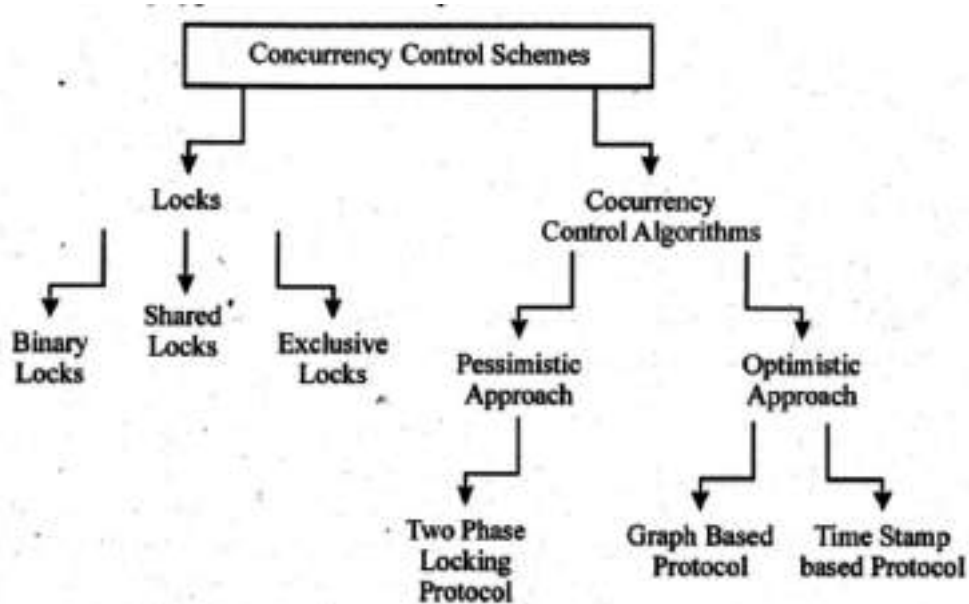 Concurrency Control Schemes
Locks
Cocurrency
Control Algorithms
Binary
Locks
Shared
Locks
Exclusive
Locks
Pessimistic
Approach
Optimistic
Approach
Two Phase
Locking
Protocol
Graph Based
Protocol
Time Stamp
based Protocol